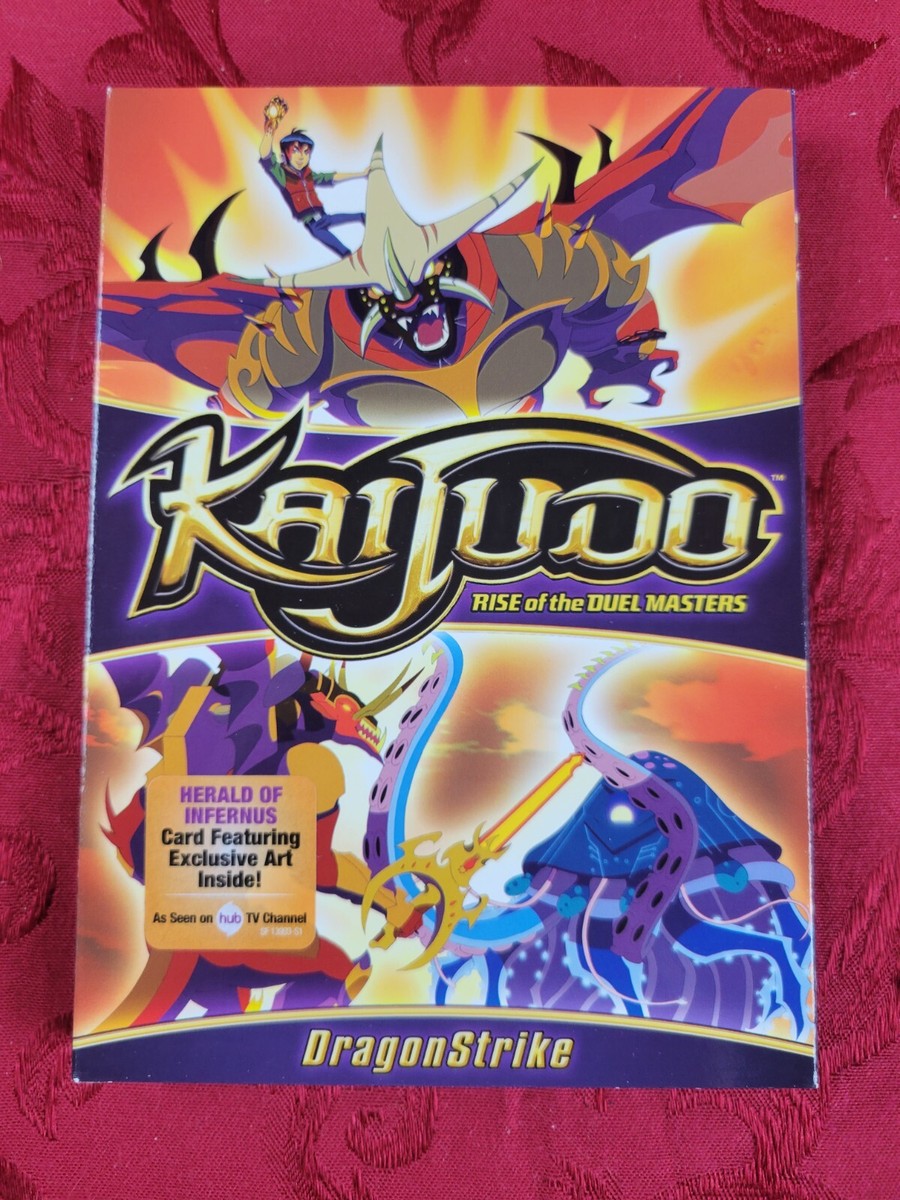 KAIJUDO™
RISE of the DUEL MASTERS
HERALD OF
INFERNUS
Card Featuring
Exclusive Art
Inside!
As Seen on hub TV Channel
DragonStrike